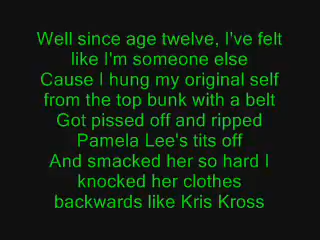 Well since age twelve, I've felt
like I'm someone else
Cause I hung my original self
from the top bunk with a belt
Got pissed off and ripped
Pamela Lee's tits off
And smacked her so hard I
knocked her clothes
backwards like Kris Kross